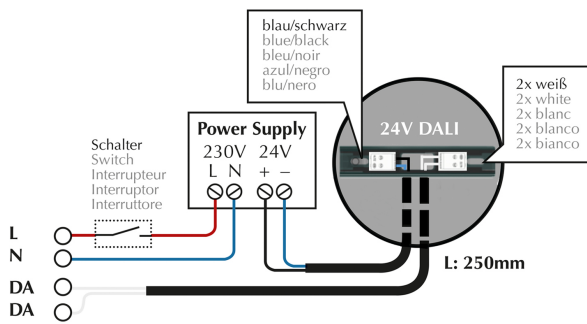 blau/schwarz
blue/black
bleu/noir
azul/negro
blu/nero
2x weiß
2x white
2x blanc
2x blanco
2x bianco
24V DALI
Power Supply
230V 24V
L N + −
Schalter
Switch
Interrupteur
Interruptor
Interruttore
L
N
DA
DA
L: 250mm